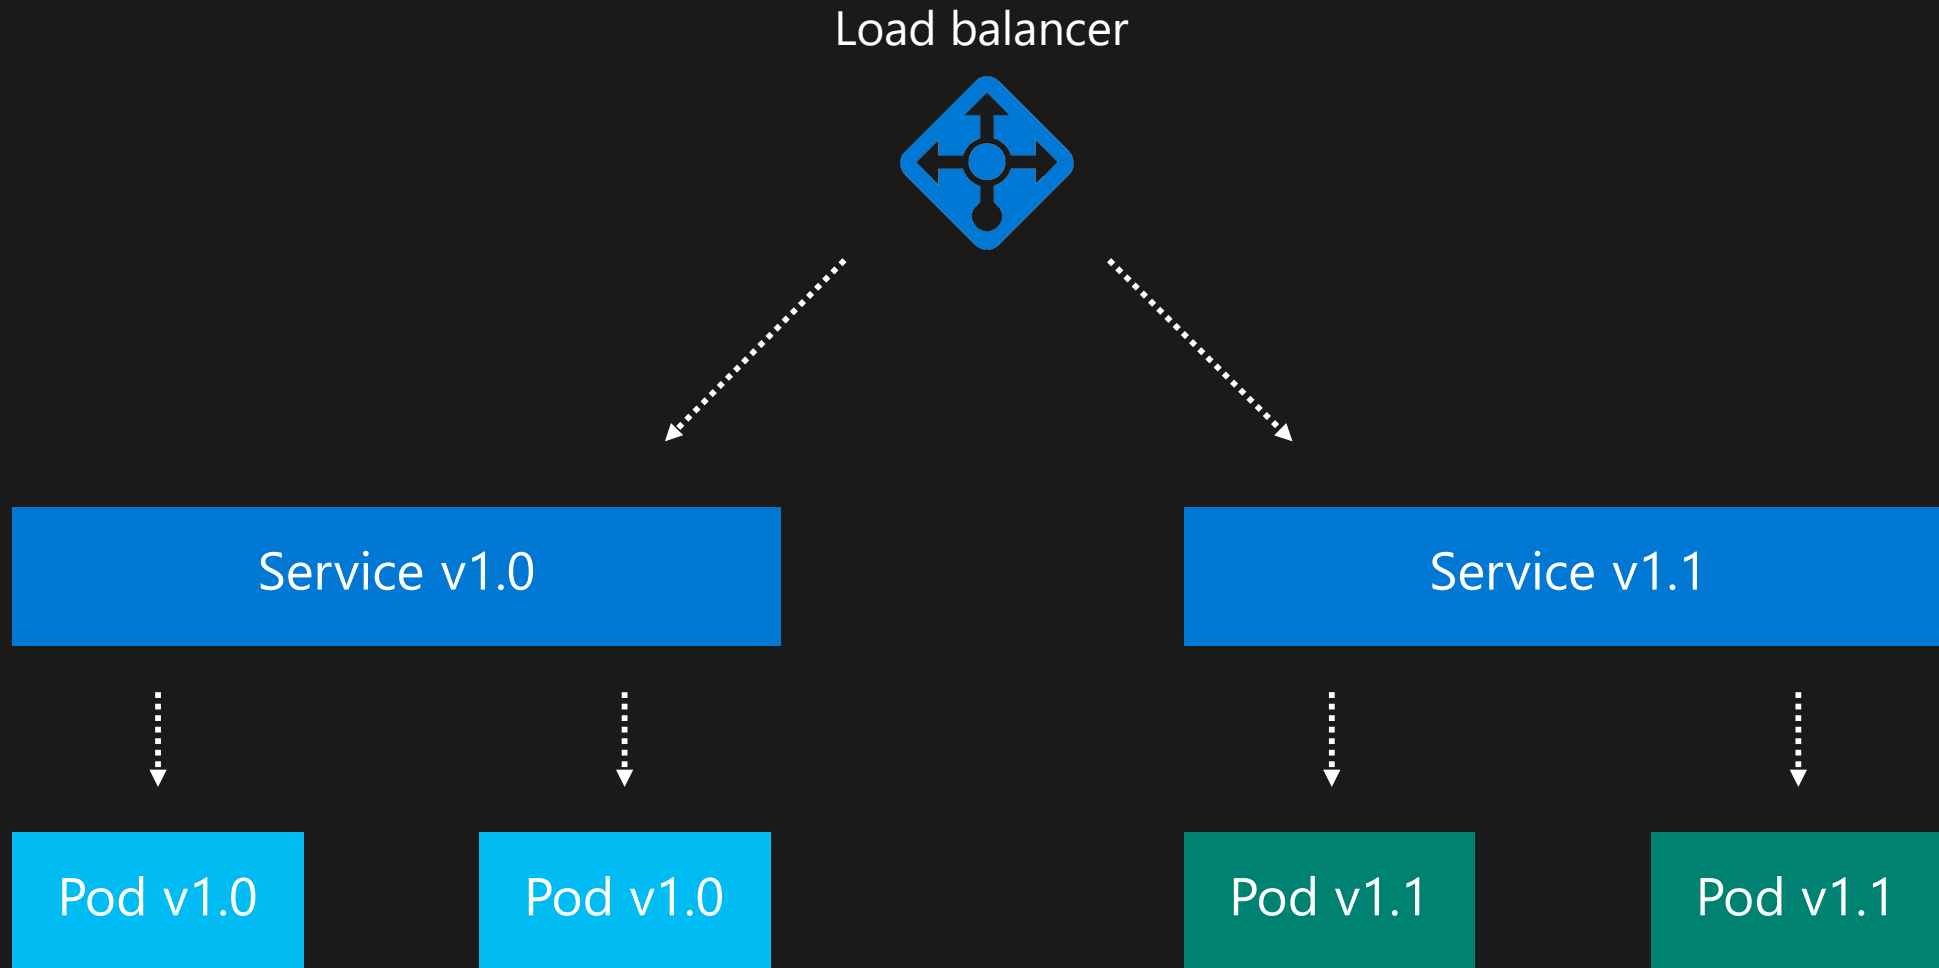 Load balancer
Service v1.0
Service v1.1
Pod v1.0
Pod v1.0
Pod v1.1
Pod v1.1